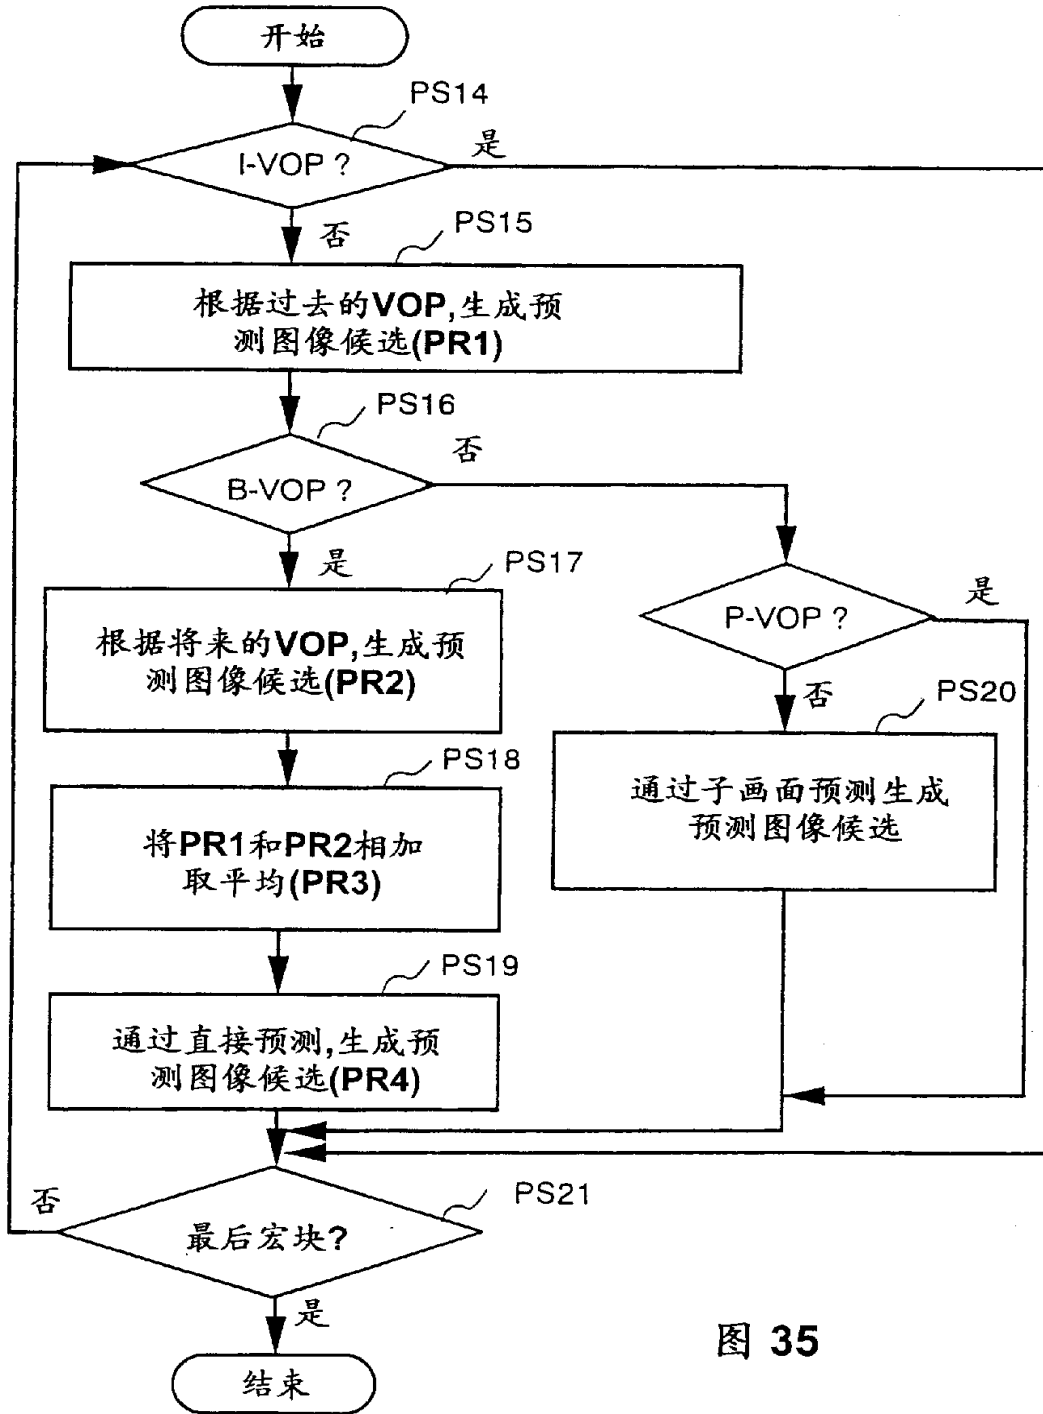 开始
PS14
I-VOP ?
是
否
PS15
根据过去的VOP,生成预
测图像候选(PR1)
PS16
否
B-VOP ?
是
PS17
根据将来的VOP,生成预
测图像候选(PR2)
P-VOP ?
是
否
PS20
通过子画面预测生成
预测图像候选
PS18
将PR1和PR2相加
取平均(PR3)
PS19
通过直接预测,生成预
测图像候选(PR4)
否
PS21
最后宏块?
是
结束
图 35